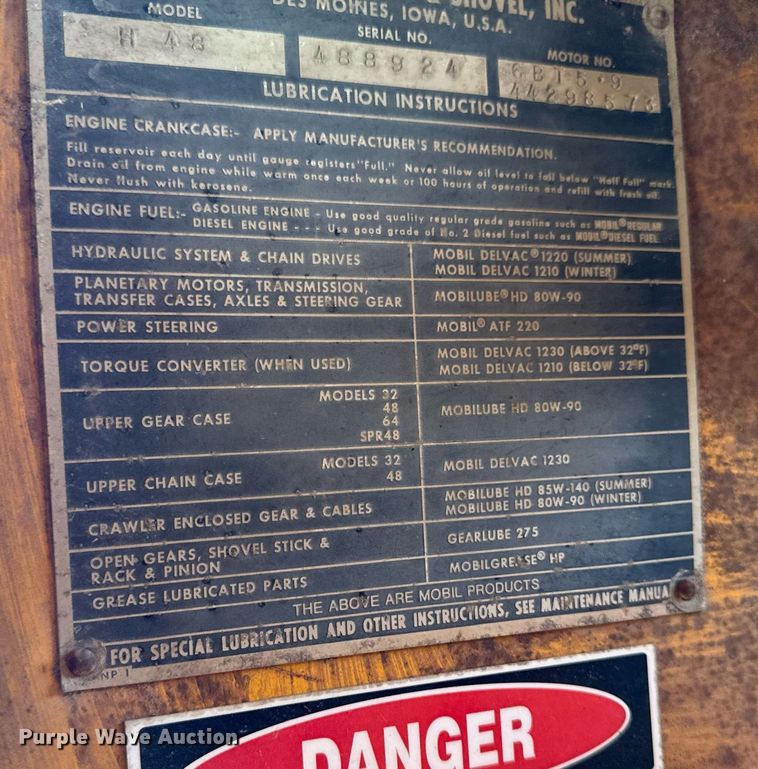 SHOVEL, INC.
DES MOINES, IOWA, U.S.A.
MODEL
H 48
SERIAL NO.
488924
MOTOR NO.
6BT5.9
44298573
LUBRICATION INSTRUCTIONS
ENGINE CRANKCASE:- APPLY MANUFACTURER'S RECOMMENDATION.
Fill reservoir each day until gauge registers "Full." Never allow oil level to fall below "Half Full" mark.
Drain oil from engine while warm once each week or 100 hours of operation and refill with fresh oil.
Never flush with kerosene.
ENGINE FUEL:- GASOLINE ENGINE - Use good quality regular grade gasoline such as MOBIL® REGULAR
DIESEL ENGINE - - - Use good grade of No. 2 Diesel fuel such as MOBIL® DIESEL FUEL
HYDRAULIC SYSTEM & CHAIN DRIVES
MOBIL DELVAC® 1220 (SUMMER)
MOBIL DELVAC 1210 (WINTER)
PLANETARY MOTORS, TRANSMISSION,
TRANSFER CASES, AXLES & STEERING GEAR
MOBILUBE® HD 80W-90
POWER STEERING
MOBIL® ATF 220
TORQUE CONVERTER (WHEN USED)
MOBIL DELVAC 1230 (ABOVE 32°F)
MOBIL DELVAC 1210 (BELOW 32°F)
UPPER GEAR CASE
MODELS 32
48
64
SPR48
MOBILUBE HD 80W-90
UPPER CHAIN CASE
MODELS 32
48
MOBIL DELVAC 1230
CRAWLER ENCLOSED GEAR & CABLES
MOBILUBE HD 85W-140 (SUMMER)
MOBILUBE HD 80W-90 (WINTER)
OPEN GEARS, SHOVEL STICK &
RACK & PINION
GEARLUBE 275
GREASE LUBRICATED PARTS
MOBILGREASE® HP
THE ABOVE ARE MOBIL PRODUCTS
FOR SPECIAL LUBRICATION AND OTHER INSTRUCTIONS, SEE MAINTENANCE MANUA
NP 1
DANGER
Purple Wave Auction